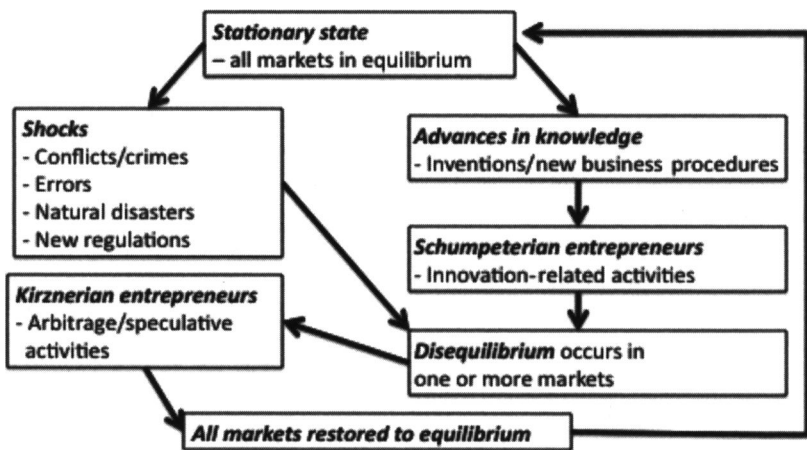 Stationary state
– all markets in equilibrium
Shocks
- Conflicts/crimes
- Errors
- Natural disasters
- New regulations
Advances in knowledge
- Inventions/new business procedures
Schumpeterian entrepreneurs
- Innovation-related activities
Kirznerian entrepreneurs
- Arbitrage/speculative
activities
Disequilibrium occurs in
one or more markets
All markets restored to equilibrium